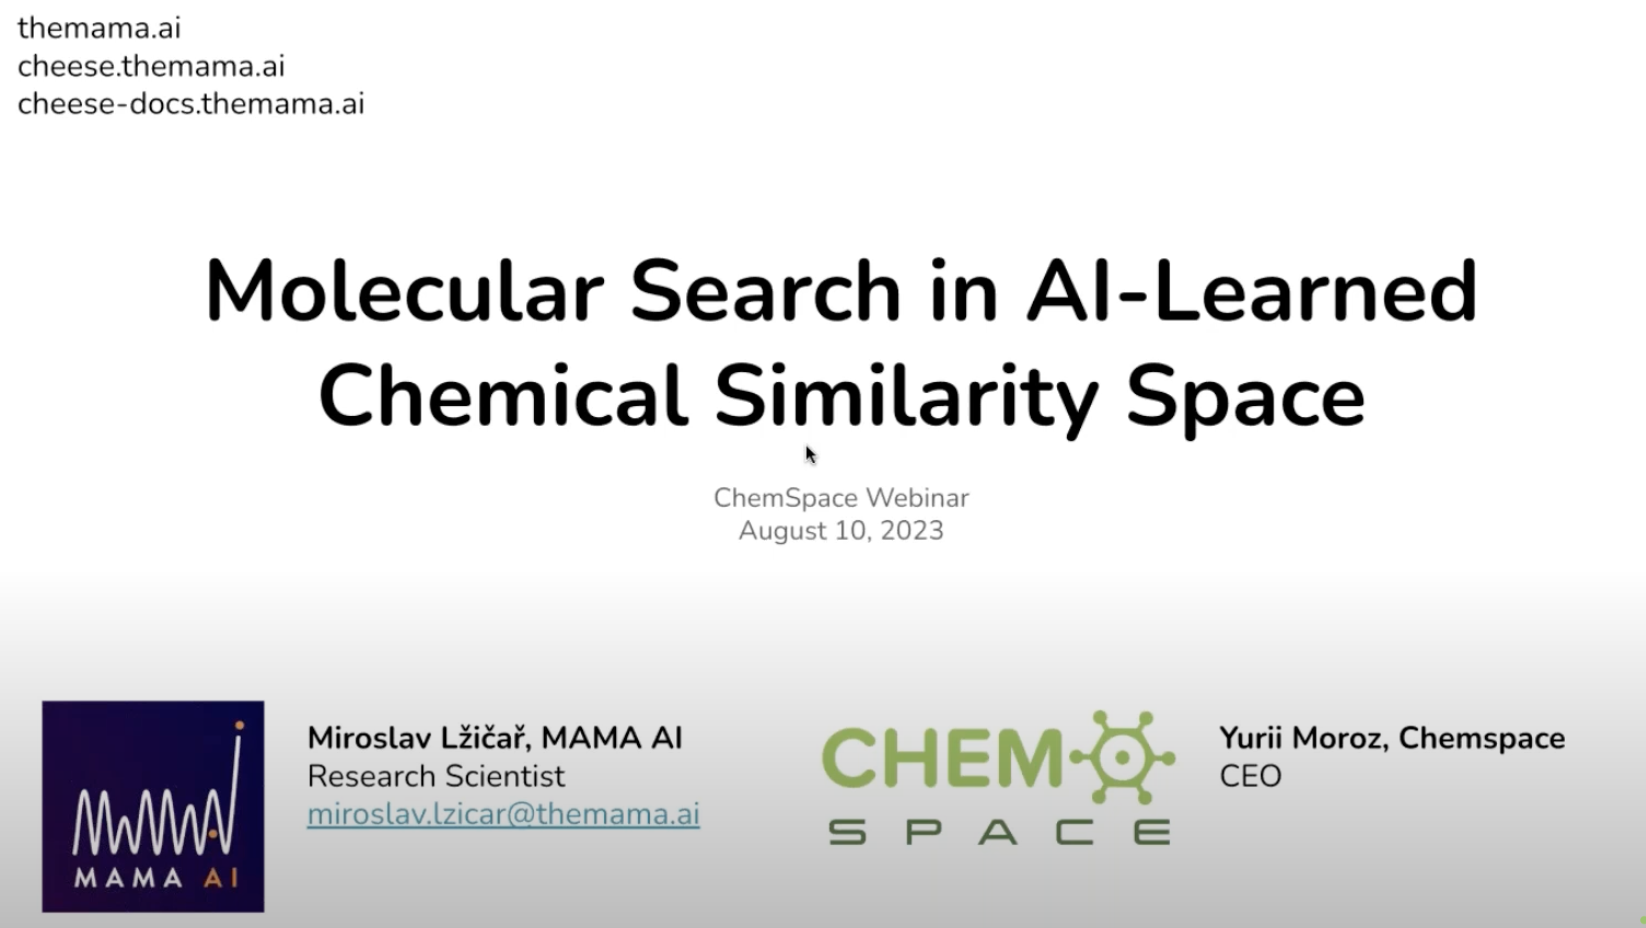 themama.ai
cheese.themama.ai
cheese-docs.themama.ai
Molecular Search in AI-Learned
Chemical Similarity Space
ChemSpace Webinar
August 10, 2023
MAMA AI
Miroslav Lžičař, MAMA AI
Research Scientist
miroslav.lzicar@themama.ai
CHEM
SPACE
Yurii Moroz, Chemspace
CEO